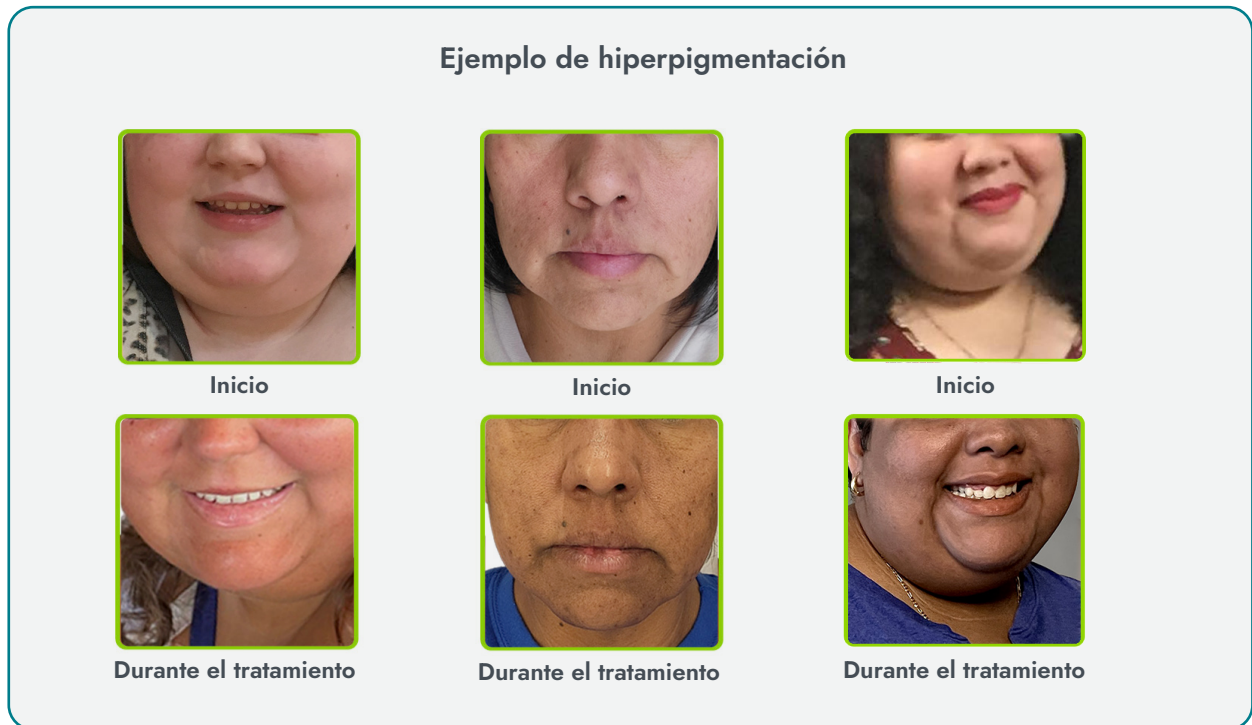 Ejemplo de hiperpigmentación
Inicio
Inicio
Inicio
Durante el tratamiento
Durante el tratamiento
Durante el tratamiento